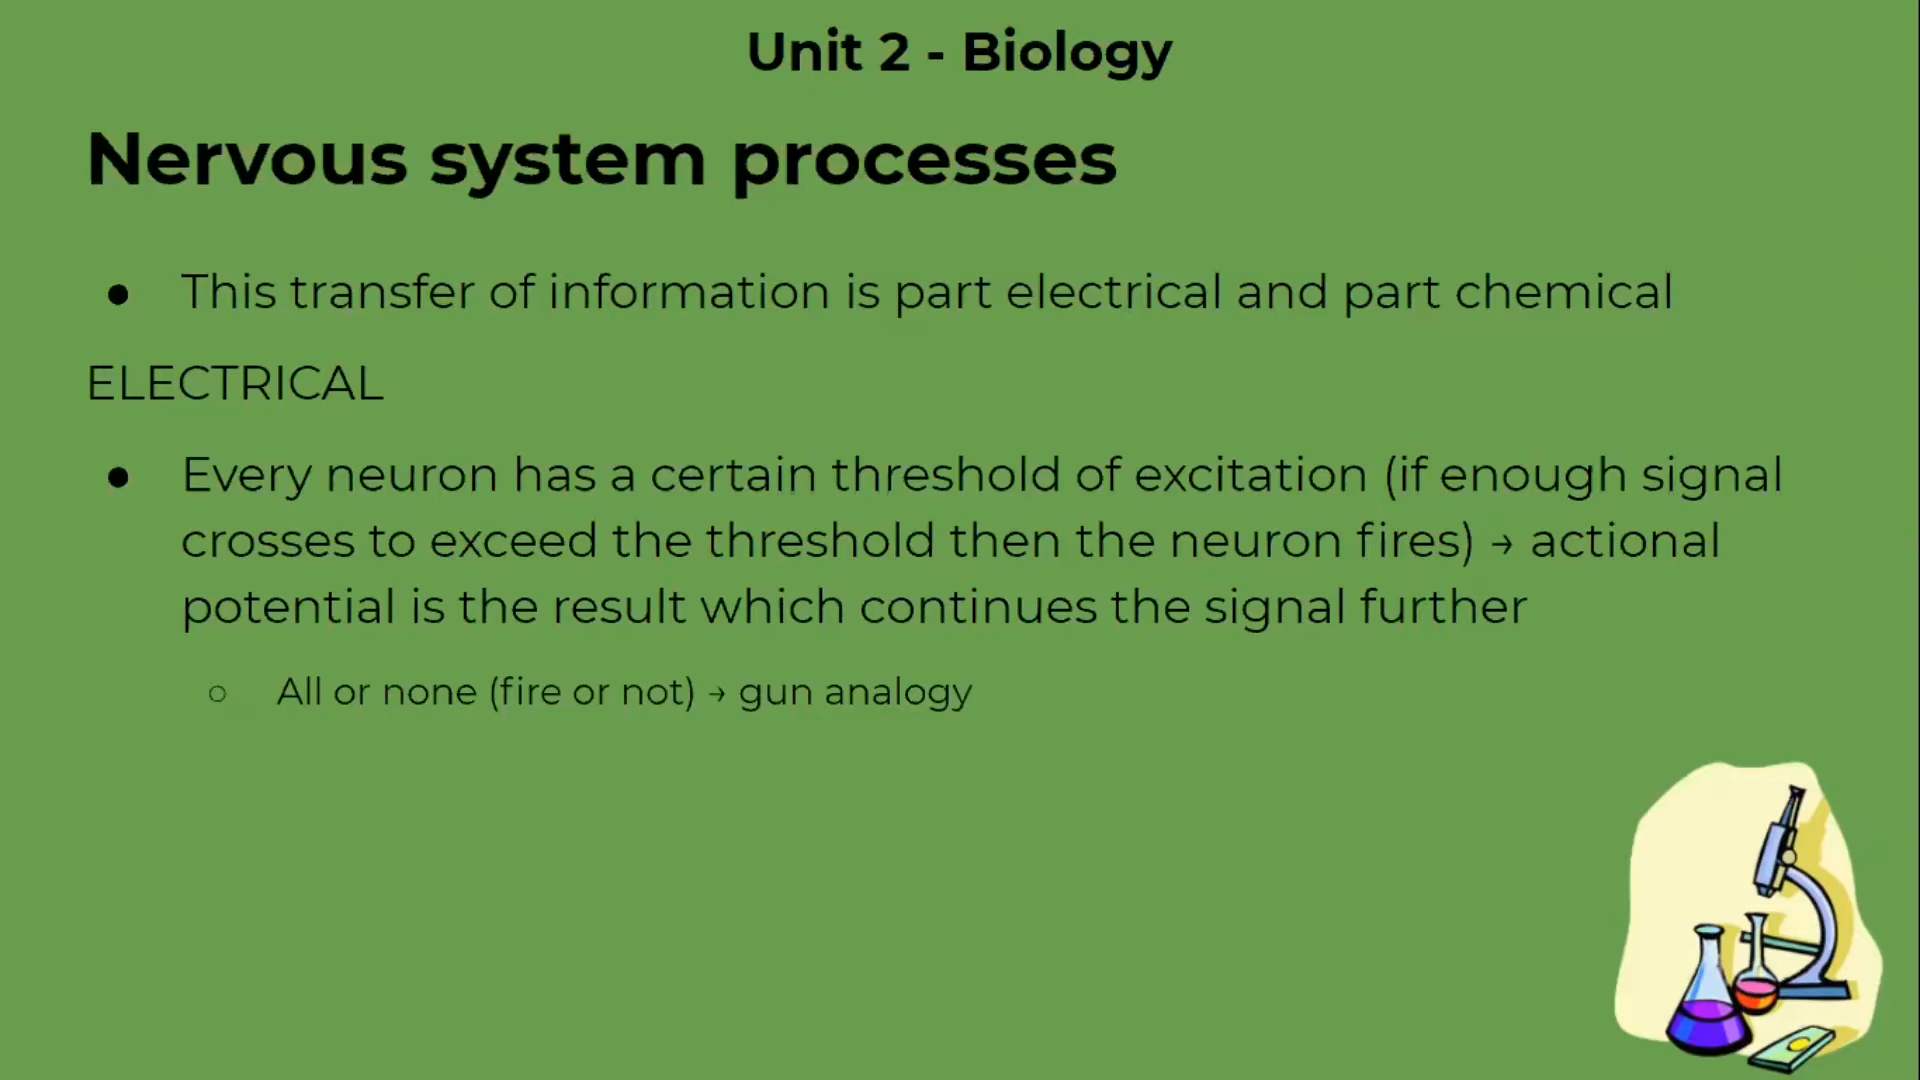 Unit 2 - Biology
Nervous system processes
● This transfer of information is part electrical and part chemical
ELECTRICAL
● Every neuron has a certain threshold of excitation (if enough signal
crosses to exceed the threshold then the neuron fires) → actional
potential is the result which continues the signal further
○ All or none (fire or not) → gun analogy